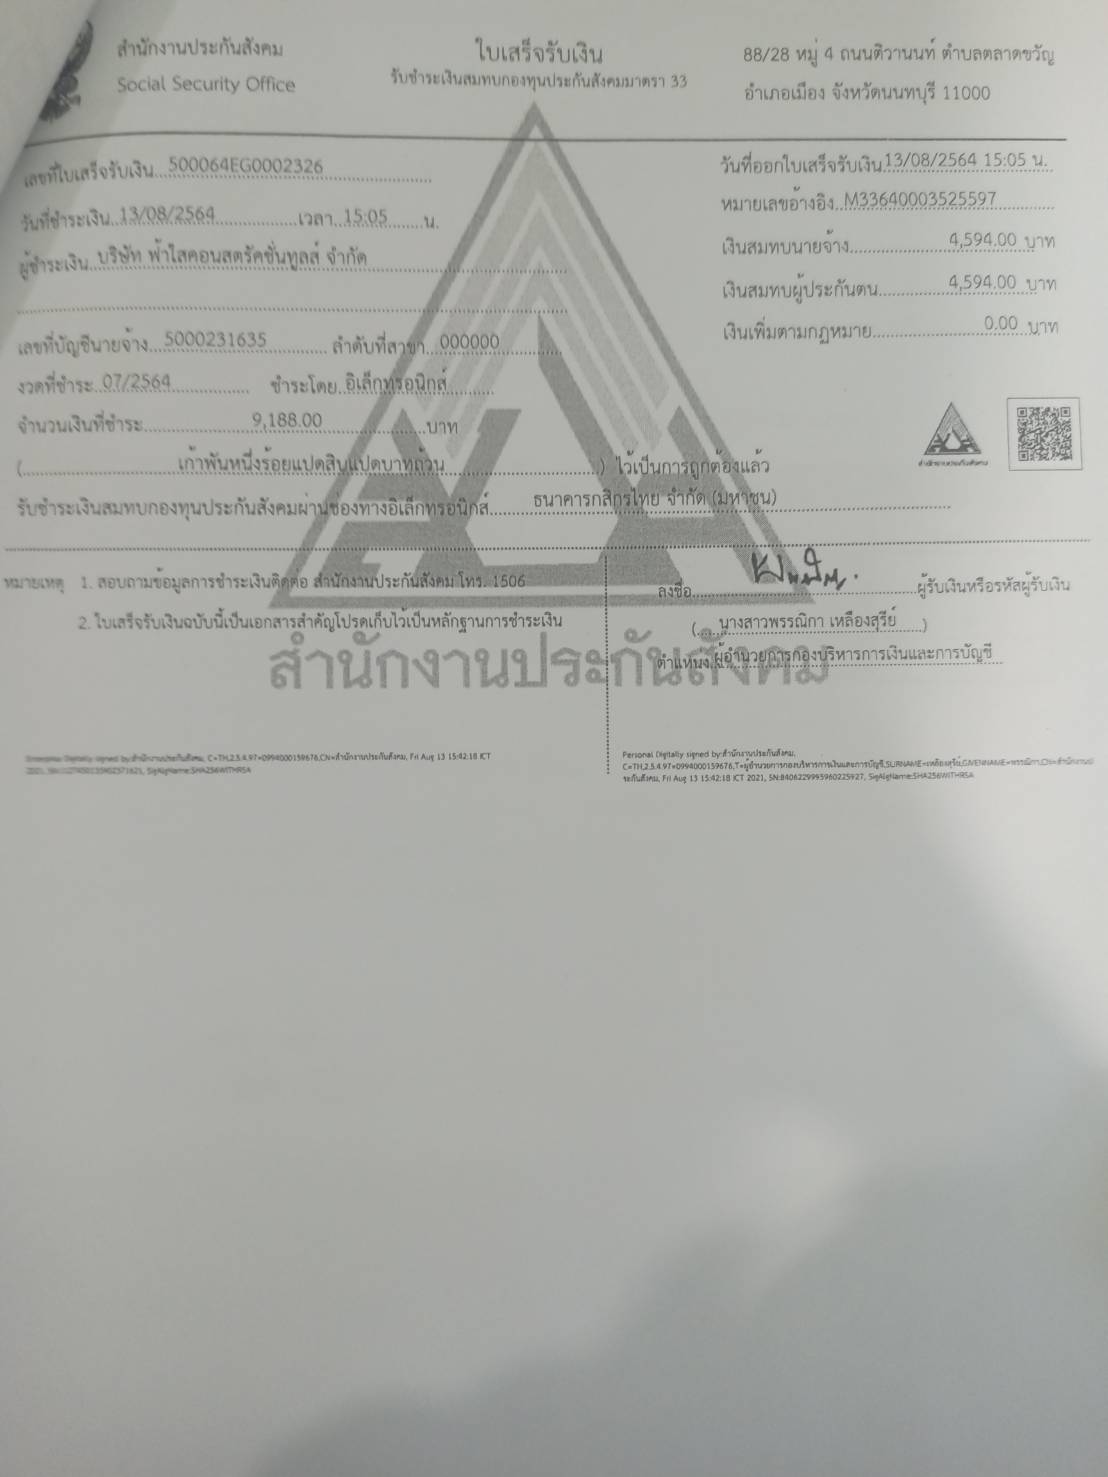 สำนักงานประกันสังคม
Social Security Office
ใบเสร็จรับเงิน
รับชำระเงินสมทบกองทุนประกันสังคมมาตรา 33
88/28 หมู่ 4 ถนนติวานนท์ ตำบลตลาดขวัญ
อำเภอเมือง จังหวัดนนทบุรี 11000
เลขที่ใบเสร็จรับเงิน...500064EG0002326
วันที่ออกใบเสร็จรับเงิน 13/08/2564 15:05 น.
วันที่ชำระเงิน..13/08/2564 เวลา..15:05 น.
หมายเลขอ้างอิง..M33640003525597
ผู้ชำระเงิน..บริษัท ฟ้าใสคอนสตรัคชั่นทูลส์ จำกัด
เงินสมทบนายจ้าง 4,594.00 บาท
เงินสมทบผู้ประกันตน 4,594.00 บาท
เงินเพิ่มตามกฎหมาย 0.00 บาท
เลขที่บัญชีนายจ้าง...5000231635 ลำดับที่สาขา..000000
งวดที่ชำระ..07/2564 ชำระโดย..อิเล็กทรอนิกส์
จำนวนเงินที่ชำระ 9,188.00 บาท
(เก้าพันหนึ่งร้อยแปดสิบแปดบาทถ้วน) ไว้เป็นการถูกต้องแล้ว
สำนักงานประกันสังคม
รับชำระเงินสมทบกองทุนประกันสังคมผ่านช่องทางอิเล็กทรอนิกส์ ธนาคารกสิกรไทย จำกัด (มหาชน)
หมายเหตุ 1. สอบถามข้อมูลการชำระเงินติดต่อ สำนักงานประกันสังคม โทร. 1506
2. ใบเสร็จรับเงินฉบับนี้เป็นเอกสารสำคัญโปรดเก็บไว้เป็นหลักฐานการชำระเงิน
ลงชื่อ ผู้รับเงินหรือรหัสผู้รับเงิน
(นางสาวพรรณิกา เหลืองสุรีย์)
ตำแหน่ง ผู้อำนวยการกองบริหารการเงินและการบัญชี
สำนักงานประกันสังคม
Digitally signed by:สำนักงานประกันสังคม, C=TH,2.5.4.97=0994000159676,CN=สำนักงานประกันสังคม, Fri Aug 13 15:42:18 ICT
2021, SigAlgName:SHA256WITHRSA
Personal Digitally signed by:สำนักงานประกันสังคม,
C=TH,2.5.4.97=0994000159676,T=ผู้อำนวยการกองบริหารการเงินและการบัญชี,SURNAME=เหลืองสุรีย์,GIVENNAME=พรรณิกา,CN=สำนักงานป
ระกันสังคม, Fri Aug 13 15:42:18 ICT 2021, SN:8406229995960225927, SigAlgName:SHA256WITHRSA